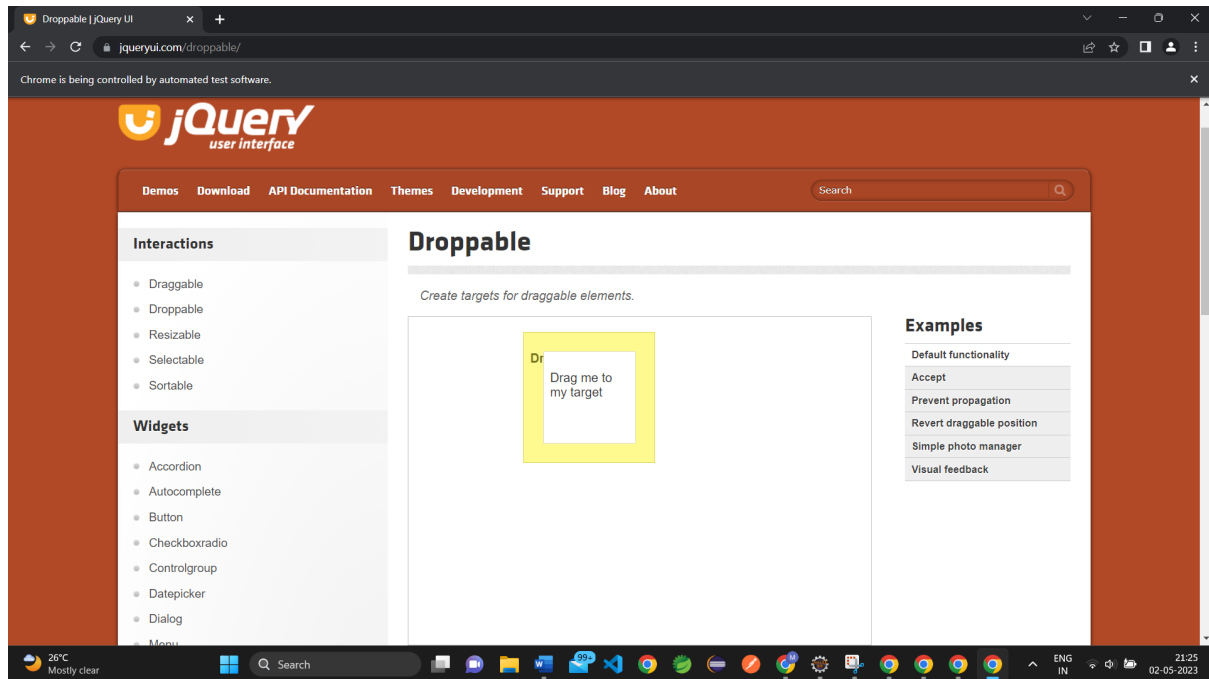 Droppable | jQuery UI
jqueryui.com/droppable/
Chrome is being controlled by automated test software.
jQuery
user interface
Demos Download API Documentation Themes Development Support Blog About Search
Interactions
Draggable
Droppable
Resizable
Selectable
Sortable
Widgets
Accordion
Autocomplete
Button
Checkboxradio
Controlgroup
Datepicker
Dialog
Menu
Droppable
Create targets for draggable elements.
Dr
Drag me to
my target
Examples
Default functionality
Accept
Prevent propagation
Revert draggable position
Simple photo manager
Visual feedback
26°C
Mostly clear
Search
99+
M
ENG
IN
21:25
02-05-2023